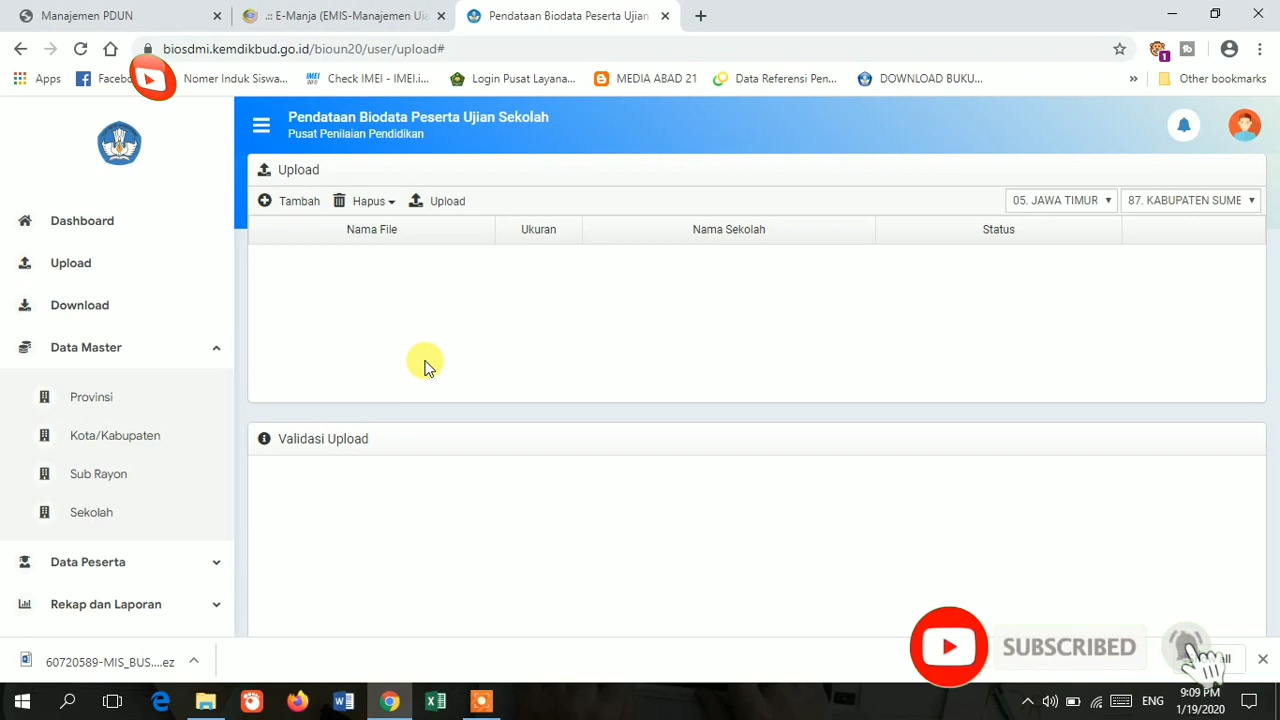 Manajemen PDUN
.:: E-Manja (EMIS-Manajemen Uji
Pendataan Biodata Peserta Ujian
biosdmi.kemdikbud.go.id/bioun20/user/upload#
Apps
Facebo
Nomer Induk Siswa...
Check IMEI - IMEI.i...
Login Pusat Layana...
MEDIA ABAD 21
Data Referensi Pen...
DOWNLOAD BUKU...
»
Other bookmarks
Pendataan Biodata Peserta Ujian Sekolah
Pusat Penilaian Pendidikan
Upload
Tambah
Hapus
Upload
05. JAWA TIMUR
87. KABUPATEN SUME
Nama File
Ukuran
Nama Sekolah
Status
Dashboard
Upload
Download
Data Master
Provinsi
Kota/Kabupaten
Sub Rayon
Sekolah
Data Peserta
Rekap dan Laporan
Validasi Upload
60720589-MIS_BUS....ez
SUBSCRIBED
ENG
9:09 PM
1/19/2020